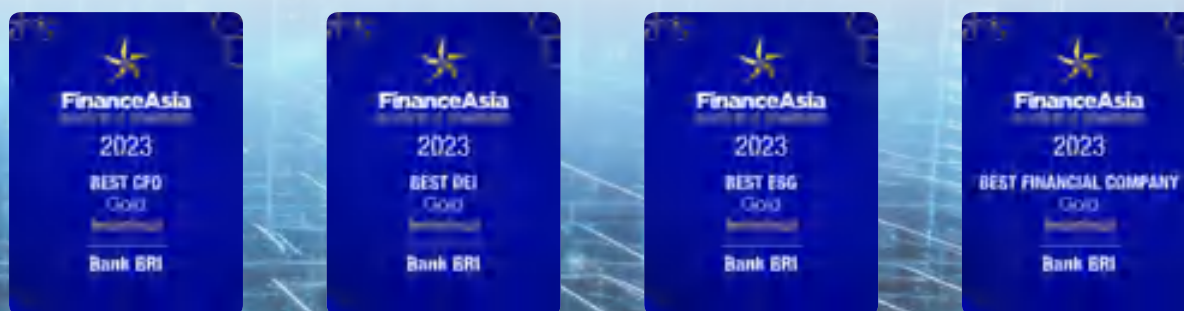 FinanceAsia
2023
BEST CFO
Gold
Bank BRI
FinanceAsia
2023
BEST DEI
Gold
Bank BRI
FinanceAsia
2023
BEST ESG
Gold
Bank BRI
FinanceAsia
2023
BEST FINANCIAL COMPANY
Gold
Bank BRI